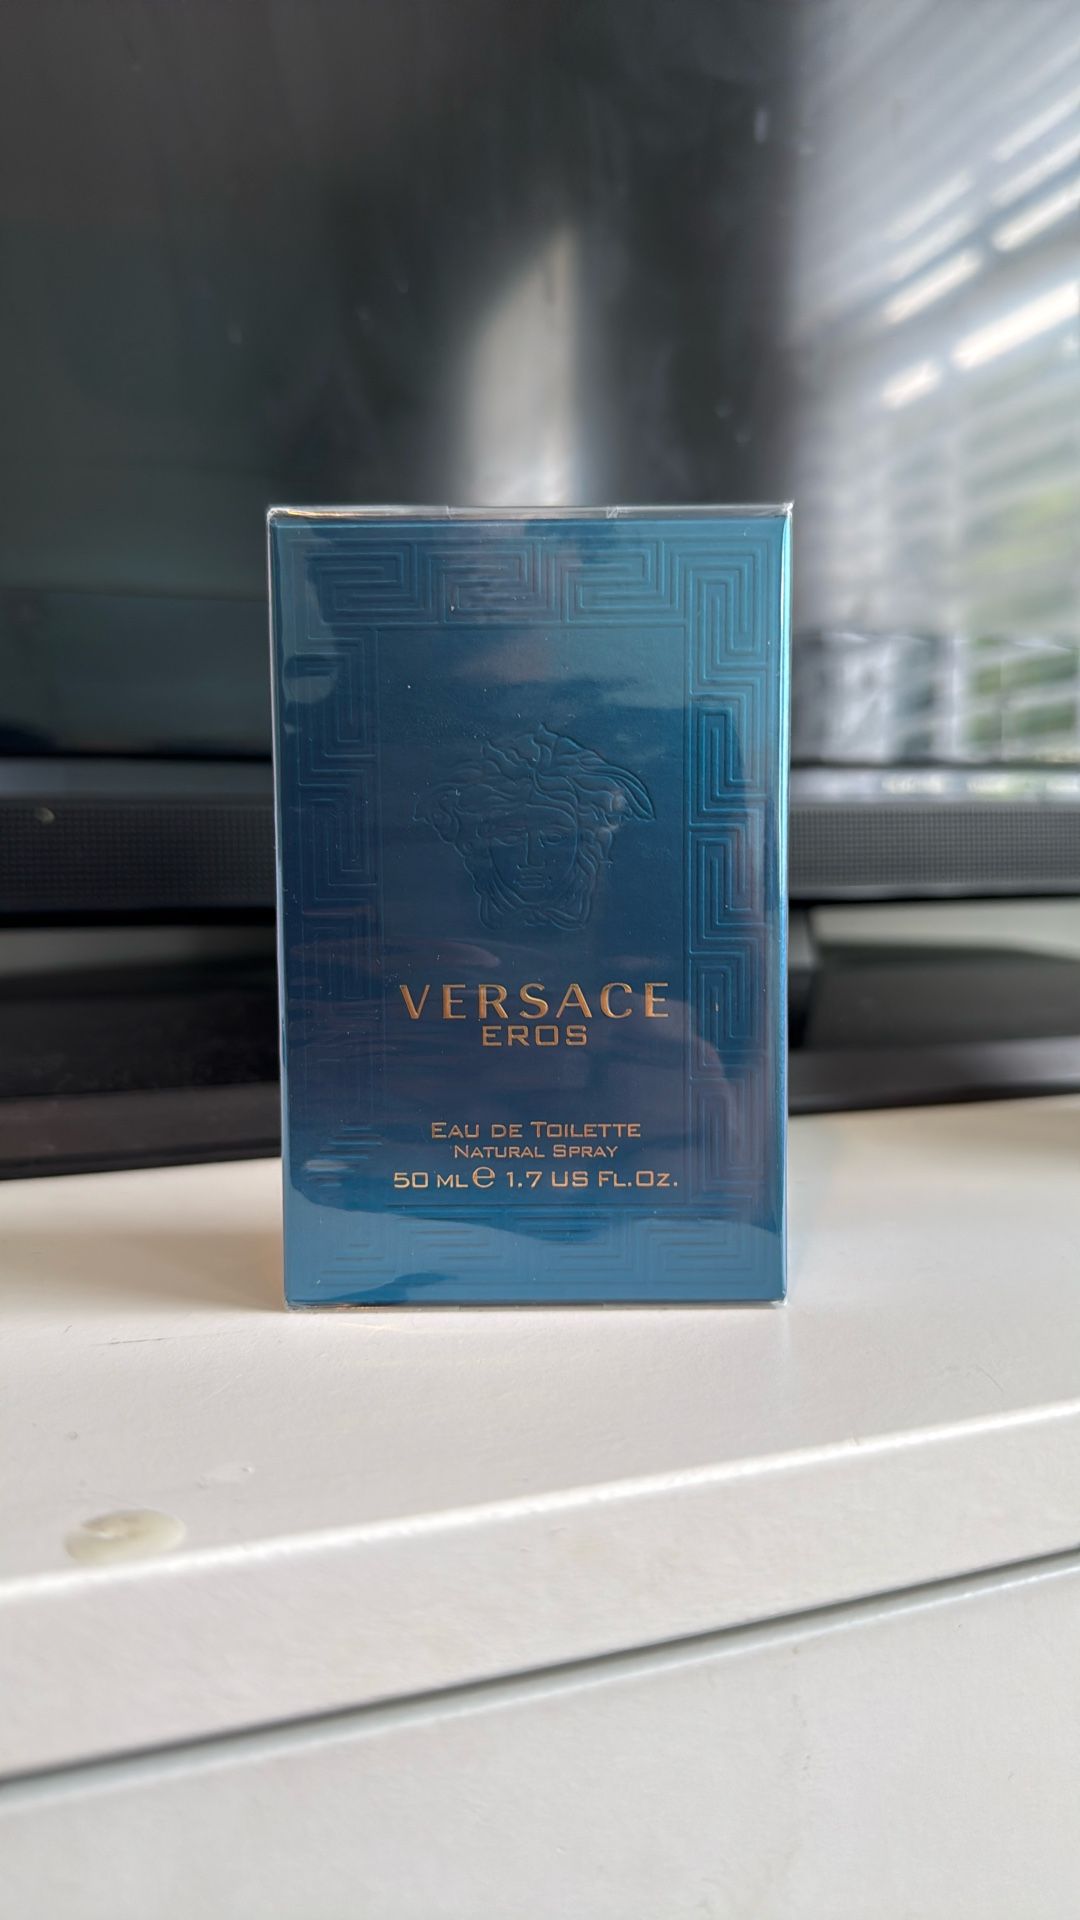 VERSACE
EROS
EAU DE TOILETTE
NATURAL SPRAY
50 ML ℮ 1.7 US FL.OZ.